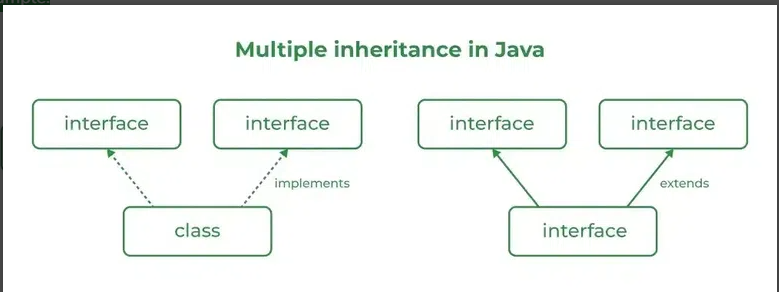 Multiple inheritance in Java
interface interface interface interface
implements extends
class interface